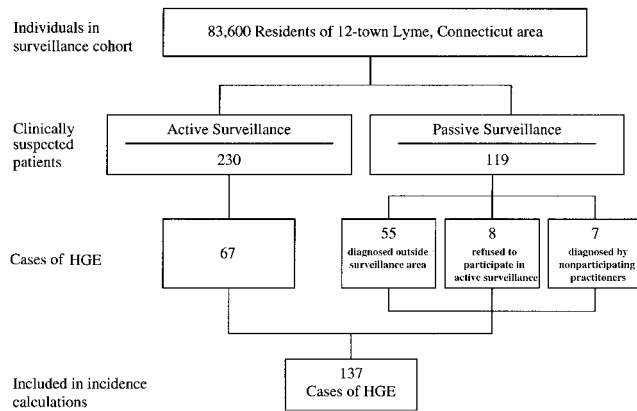 Individuals in
surveillance cohort
83,600 Residents of 12-town Lyme, Connecticut area
Clinically
suspected
patients
Active Surveillance
230
Passive Surveillance
119
Cases of HGE
67
55
diagnosed outside
surveillance area
8
refused to
participate in
active surveillance
7
diagnosed by
nonparticipating
practitoners
Included in incidence
calculations
137
Cases of HGE